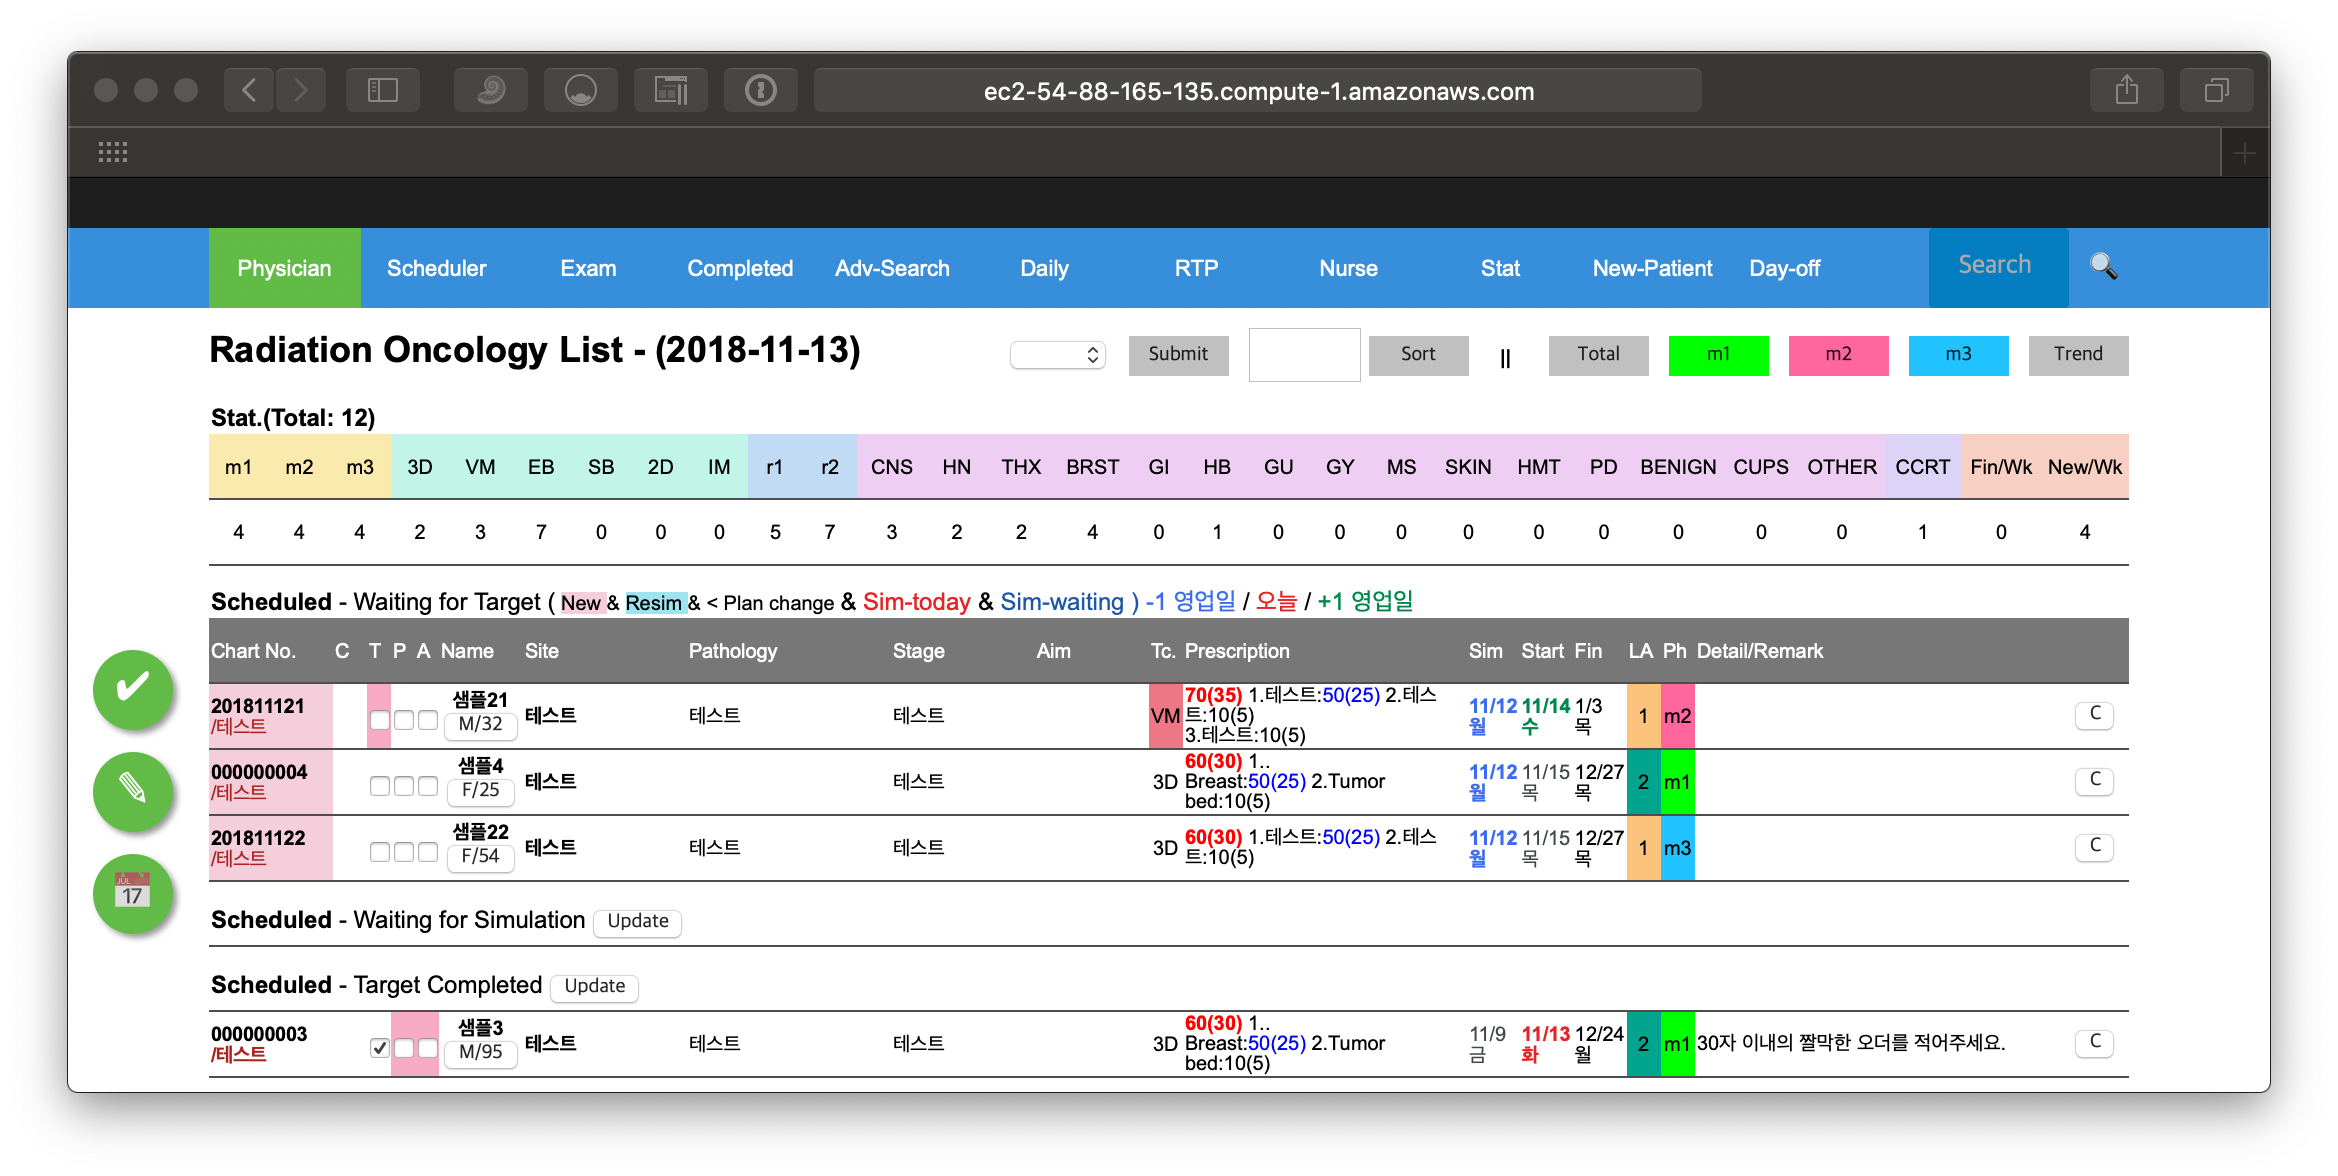 ec2-54-88-165-135.compute-1.amazonaws.com
Physician Scheduler Exam Completed Adv-Search Daily RTP Nurse Stat New-Patient Day-off Search
Radiation Oncology List - (2018-11-13) Submit Sort || Total m1 m2 m3 Trend
Stat.(Total: 12)
m1 m2 m3 3D VM EB SB 2D IM r1 r2 CNS HN THX BRST GI HB GU GY MS SKIN HMT PD BENIGN CUPS OTHER CCRT Fin/Wk New/Wk
4 4 4 2 3 7 0 0 0 5 7 3 2 2 4 0 1 0 0 0 0 0 0 0 0 0 1 0 4
Scheduled - Waiting for Target ( New & Resim & < Plan change & Sim-today & Sim-waiting ) -1 영업일 / 오늘 / +1 영업일
Chart No. C T P A Name Site Pathology Stage Aim Tc. Prescription Sim Start Fin LA Ph Detail/Remark
201811121 샘플21 테스트 테스트 테스트 VM 70(35) 1.테스트:50(25) 2.테스 11/12 11/14 1/3 1 m2 C
/테스트 M/32 트:10(5) 월 수 목
3.테스트:10(5)
000000004 샘플4 테스트 테스트 3D 60(30) 1.. 11/12 11/15 12/27 2 m1 C
/테스트 F/25 Breast:50(25) 2.Tumor 월 목 목
bed:10(5)
201811122 샘플22 테스트 테스트 테스트 3D 60(30) 1.테스트:50(25) 2.테스 11/12 11/15 12/27 1 m3 C
/테스트 F/54 트:10(5) 월 목 목
JUL
17
Scheduled - Waiting for Simulation Update
Scheduled - Target Completed Update
000000003 샘플3 테스트 테스트 테스트 3D 60(30) 1.. 11/9 11/13 12/24 2 m1 30자 이내의 짤막한 오더를 적어주세요. C
/테스트 M/95 Breast:50(25) 2.Tumor 금 화 월
bed:10(5)